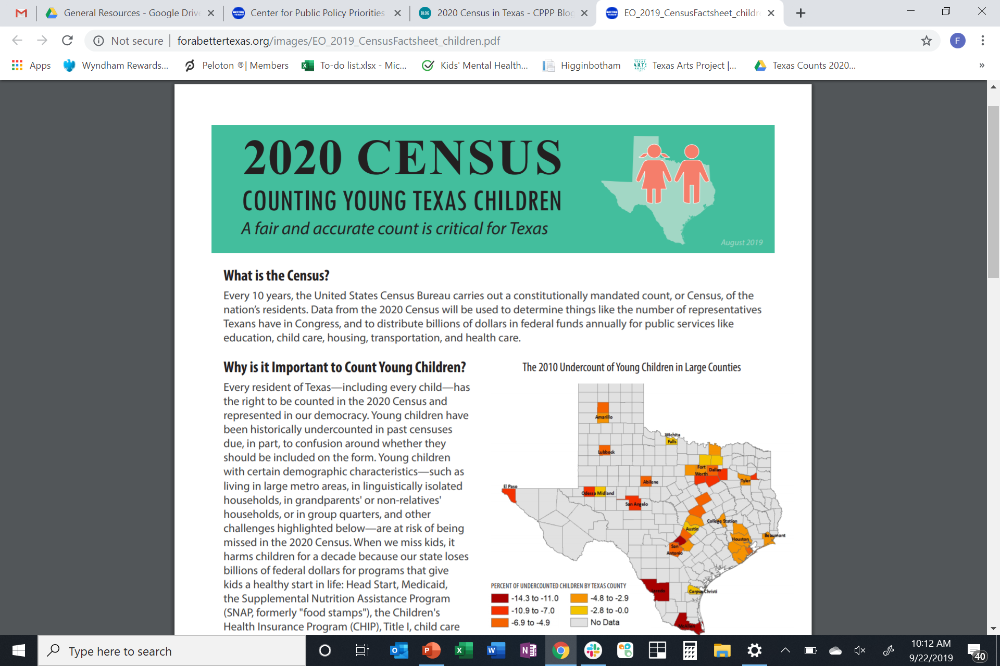 General Resources - Google Drive
Center for Public Policy Priorities
BLOG
2020 Census in Texas - CPPP Blog
EO_2019_CensusFactsheet_childr
Not secure
forabettertexas.org/images/EO_2019_CensusFactsheet_children.pdf
F
Apps
Wyndham Rewards...
Peloton ®| Members
To-do list.xlsx - Mic...
Kids' Mental Health...
Higginbotham
Texas Arts Project |...
Texas Counts 2020...
»
2020 CENSUS
COUNTING YOUNG TEXAS CHILDREN
A fair and accurate count is critical for Texas
August 2019
What is the Census?
Every 10 years, the United States Census Bureau carries out a constitutionally mandated count, or Census, of the
nation's residents. Data from the 2020 Census will be used to determine things like the number of representatives
Texans have in Congress, and to distribute billions of dollars in federal funds annually for public services like
education, child care, housing, transportation, and health care.
Why is it Important to Count Young Children?
Every resident of Texas—including every child—has
the right to be counted in the 2020 Census and
represented in our democracy. Young children have
been historically undercounted in past censuses
due, in part, to confusion around whether they
should be included on the form. Young children
with certain demographic characteristics—such as
living in large metro areas, in linguistically isolated
households, in grandparents' or non-relatives'
households, or in group quarters, and other
challenges highlighted below—are at risk of being
missed in the 2020 Census. When we miss kids, it
harms children for a decade because our state loses
billions of federal dollars for programs that give
kids a healthy start in life: Head Start, Medicaid,
the Supplemental Nutrition Assistance Program
(SNAP, formerly "food stamps"), the Children's
Health Insurance Program (CHIP), Title I, child care
The 2010 Undercount of Young Children in Large Counties
Amarillo
Wichita
Falls
Lubbock
Fort
Worth
Dallas
Tyler
Abilene
El Paso
Odessa Midland
San Angelo
College Station
Austin
Beaumont
Houston
San
Antonio
Laredo
Corpus Christi
McAllen
PERCENT OF UNDERCOUNTED CHILDREN BY TEXAS COUNTY
-14.3 to -11.0
-10.9 to -7.0
-6.9 to -4.9
-4.8 to -2.9
-2.8 to -0.0
No Data
Type here to search
10:12 AM
9/22/2019
40